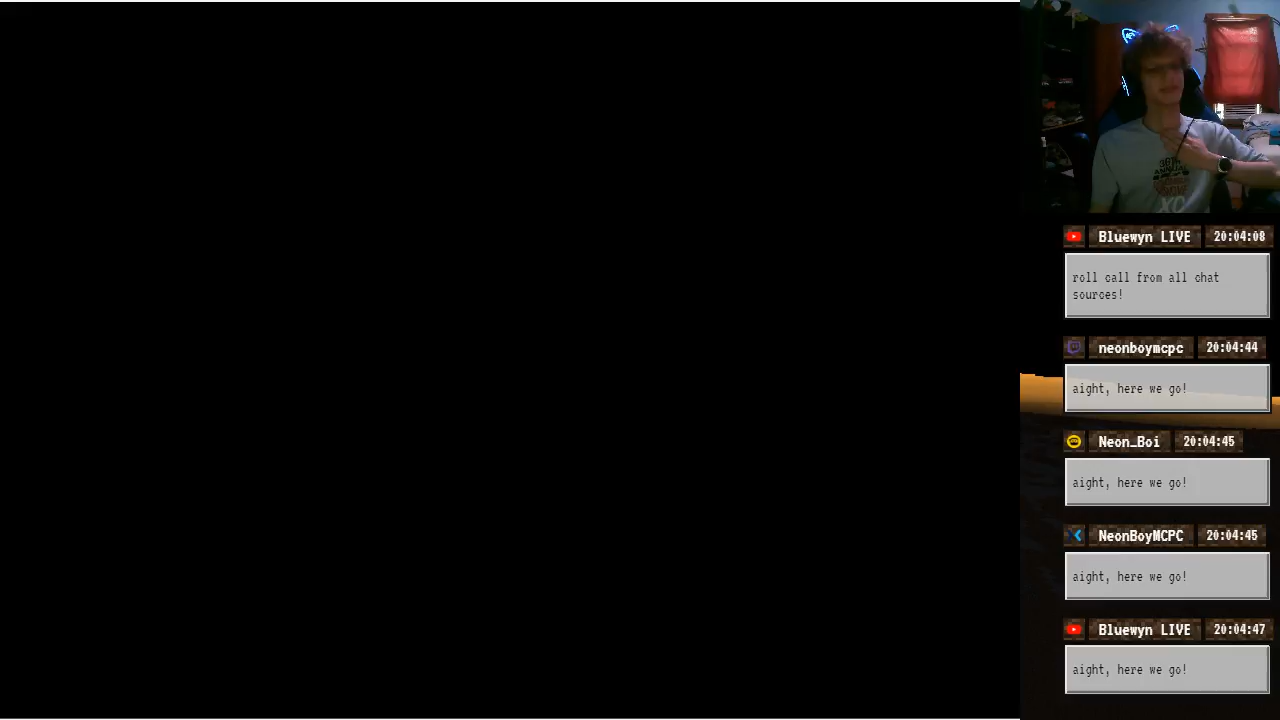 Bluewyn LIVE 20:04:08
roll call from all chat
sources!
neonboymcpc 20:04:44
aight, here we go!
Neon_Boi 20:04:45
aight, here we go!
NeonBoyMCPC 20:04:45
aight, here we go!
Bluewyn LIVE 20:04:47
aight, here we go!
ANNUAL
XC